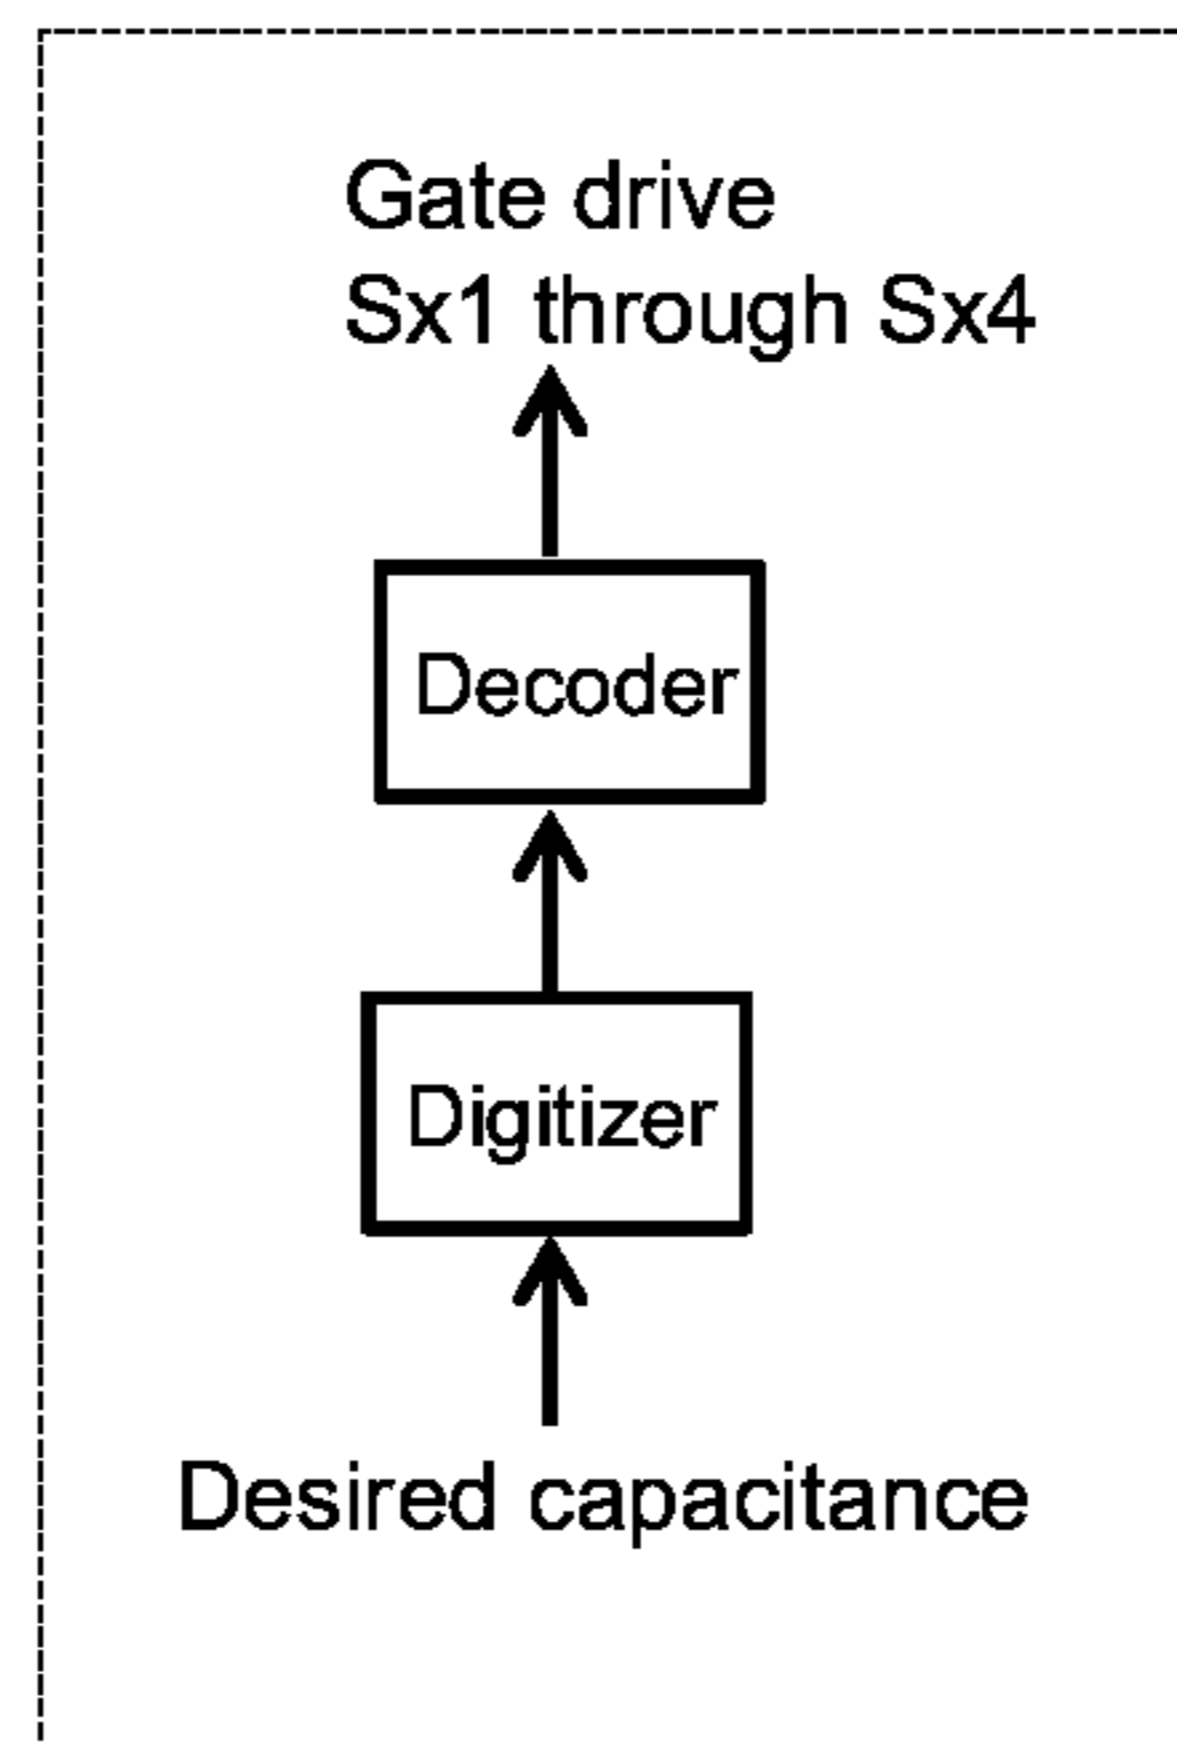 Gate drive
Sx1 through Sx4
Decoder
Digitizer
Desired capacitance